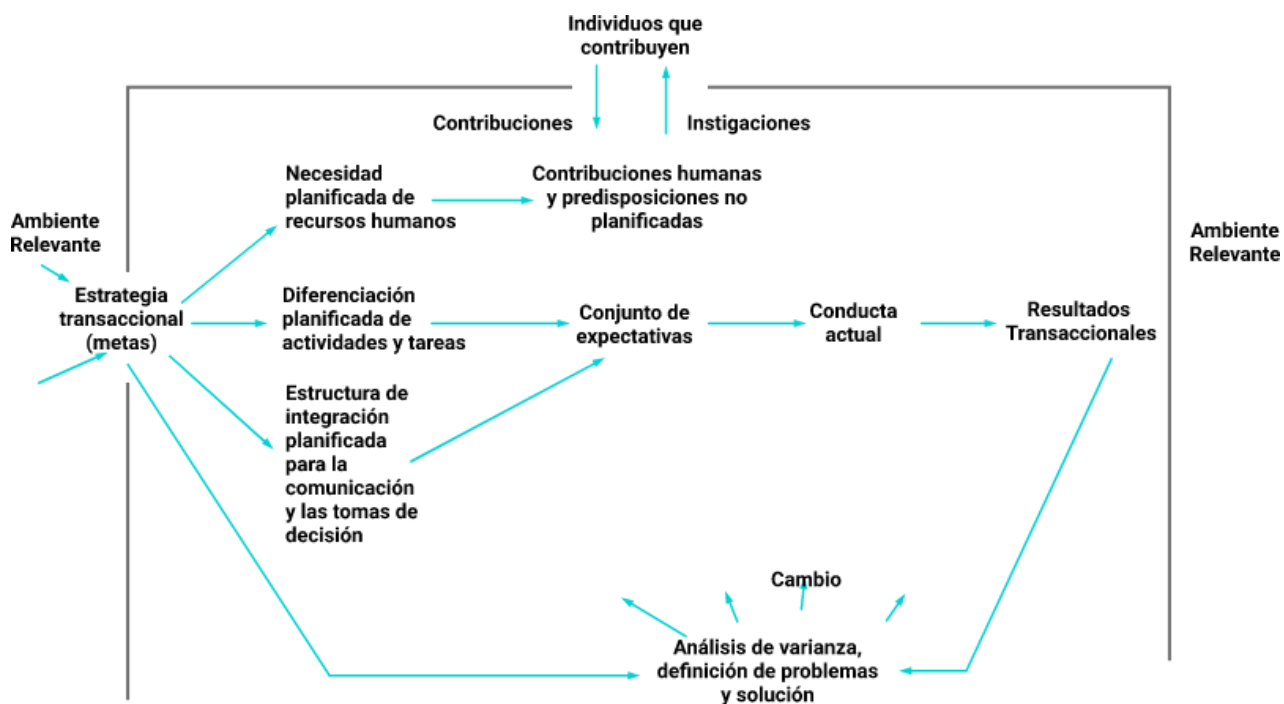 Individuos que
contribuyen
Contribuciones
Instigaciones
Necesidad
planificada de
recursos humanos
Contribuciones humanas
y predisposiciones no
planificadas
Ambiente
Relevante
Ambiente
Relevante
Estrategia
transaccional
(metas)
Diferenciación
planificada de
actividades y tareas
Conjunto de
expectativas
Conducta
actual
Resultados
Transaccionales
Estructura de
integración
planificada
para la
comunicación
y las tomas de
decisión
Cambio
Análisis de varianza,
definición de problemas
y solución